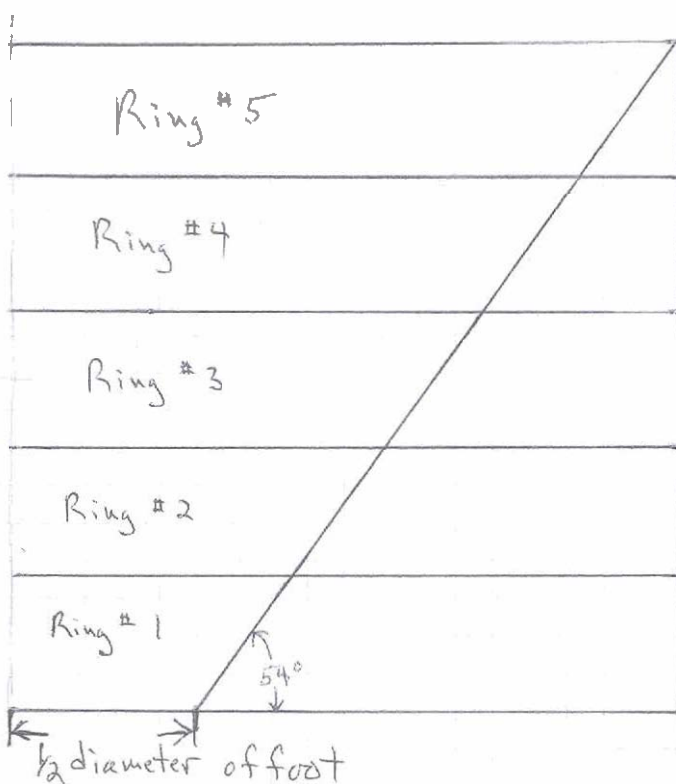 Ring #5
Ring #4
Ring #3
Ring #2
Ring #1
54°
1/2 diameter of foot